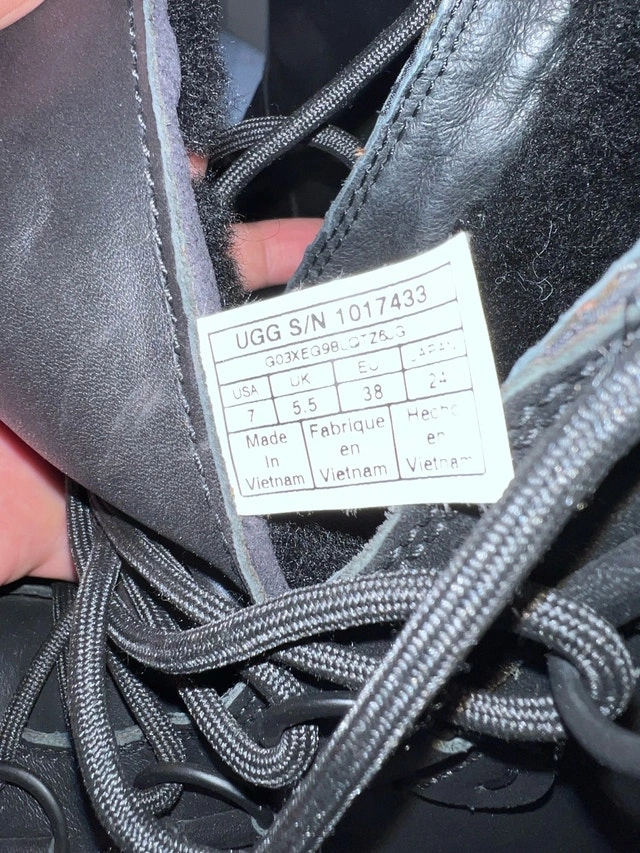 UGG S/N 1017433
USA UK EU JAPAN
7 5.5 38 24
Made Fabrique Hecho
In en en
Vietnam Vietnam Vietnam